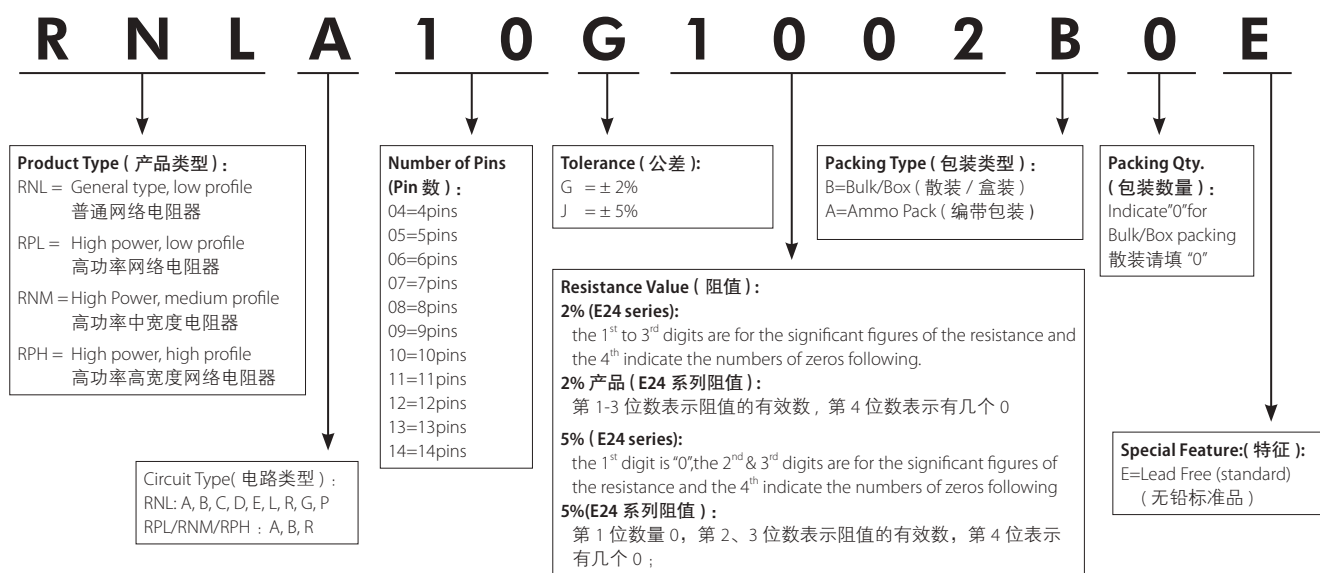 R N L A 1 0 G 1 0 0 2 B 0 E
Product Type ( 产品类型 ) :
RNL = General type, low profile
普通网络电阻器
RPL = High power, low profile
高功率网络电阻器
RNM = High Power, medium profile
高功率中宽度电阻器
RPH = High power, high profile
高功率高宽度网络电阻器
Circuit Type( 电路类型 ) :
RNL: A, B, C, D, E, L, R, G, P
RPL/RNM/RPH : A, B, R
Number of Pins
(Pin 数 ) :
04=4pins
05=5pins
06=6pins
07=7pins
08=8pins
09=9pins
10=10pins
11=11pins
12=12pins
13=13pins
14=14pins
Tolerance ( 公差 ):
G = ± 2%
J = ± 5%
Resistance Value ( 阻值 ) :
2% (E24 series):
the 1st to 3rd digits are for the significant figures of the resistance and
the 4th indicate the numbers of zeros following.
2% 产品 ( E24 系列阻值 ) :
第 1-3 位数表示阻值的有效数 , 第 4 位数表示有几个 0
5% ( E24 series):
the 1st digit is "0",the 2nd & 3rd digits are for the significant figures of
the resistance and the 4th indicate the numbers of zeros following
5%(E24 系列阻值 ) :
第 1 位数量 0，第 2、3 位数表示阻值的有效数，第 4 位表示
有几个 0 ;
Packing Type ( 包装类型 ) :
B=Bulk/Box ( 散装 / 盒装 )
A=Ammo Pack ( 编带包装 )
Packing Qty.
( 包装数量 ) :
Indicate"0"for
Bulk/Box packing
散装请填 "0"
Special Feature:( 特征 ):
E=Lead Free (standard)
( 无铅标准品 )